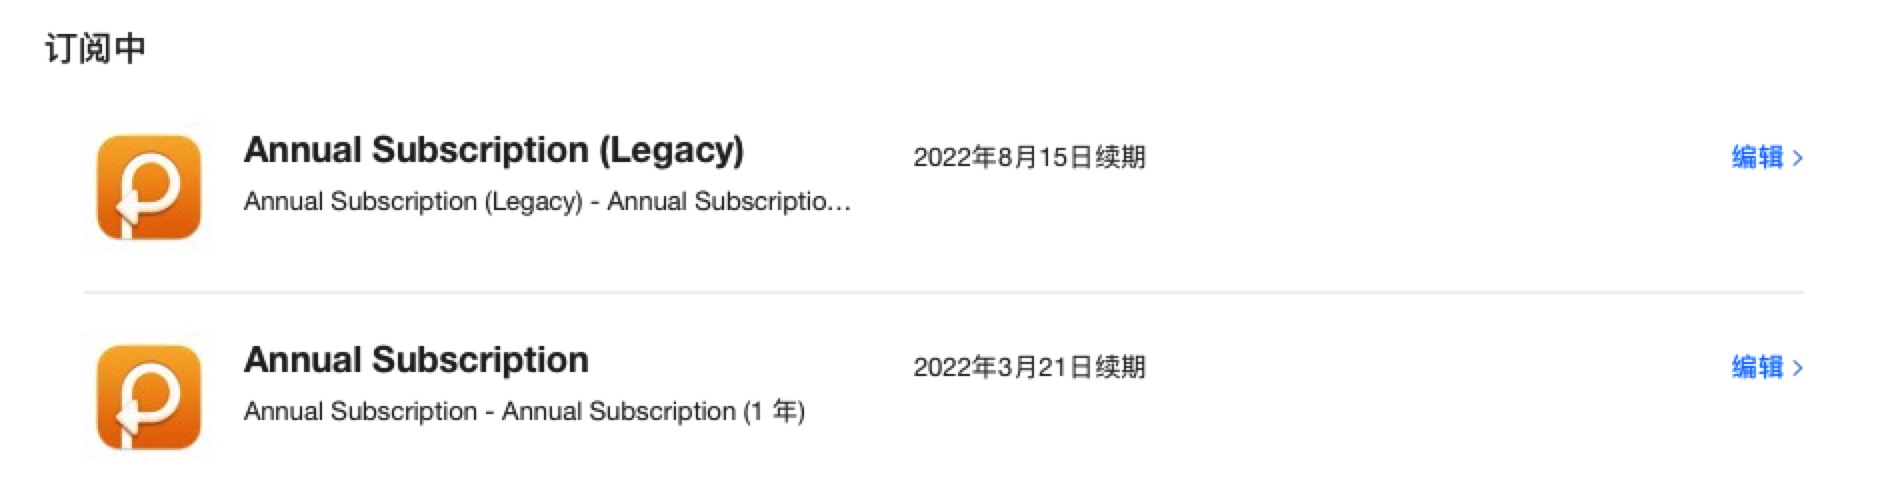 订阅中
Annual Subscription (Legacy)
2022年8月15日续期
编辑 >
Annual Subscription (Legacy) - Annual Subscriptio...
Annual Subscription
2022年3月21日续期
编辑 >
Annual Subscription - Annual Subscription (1 年)